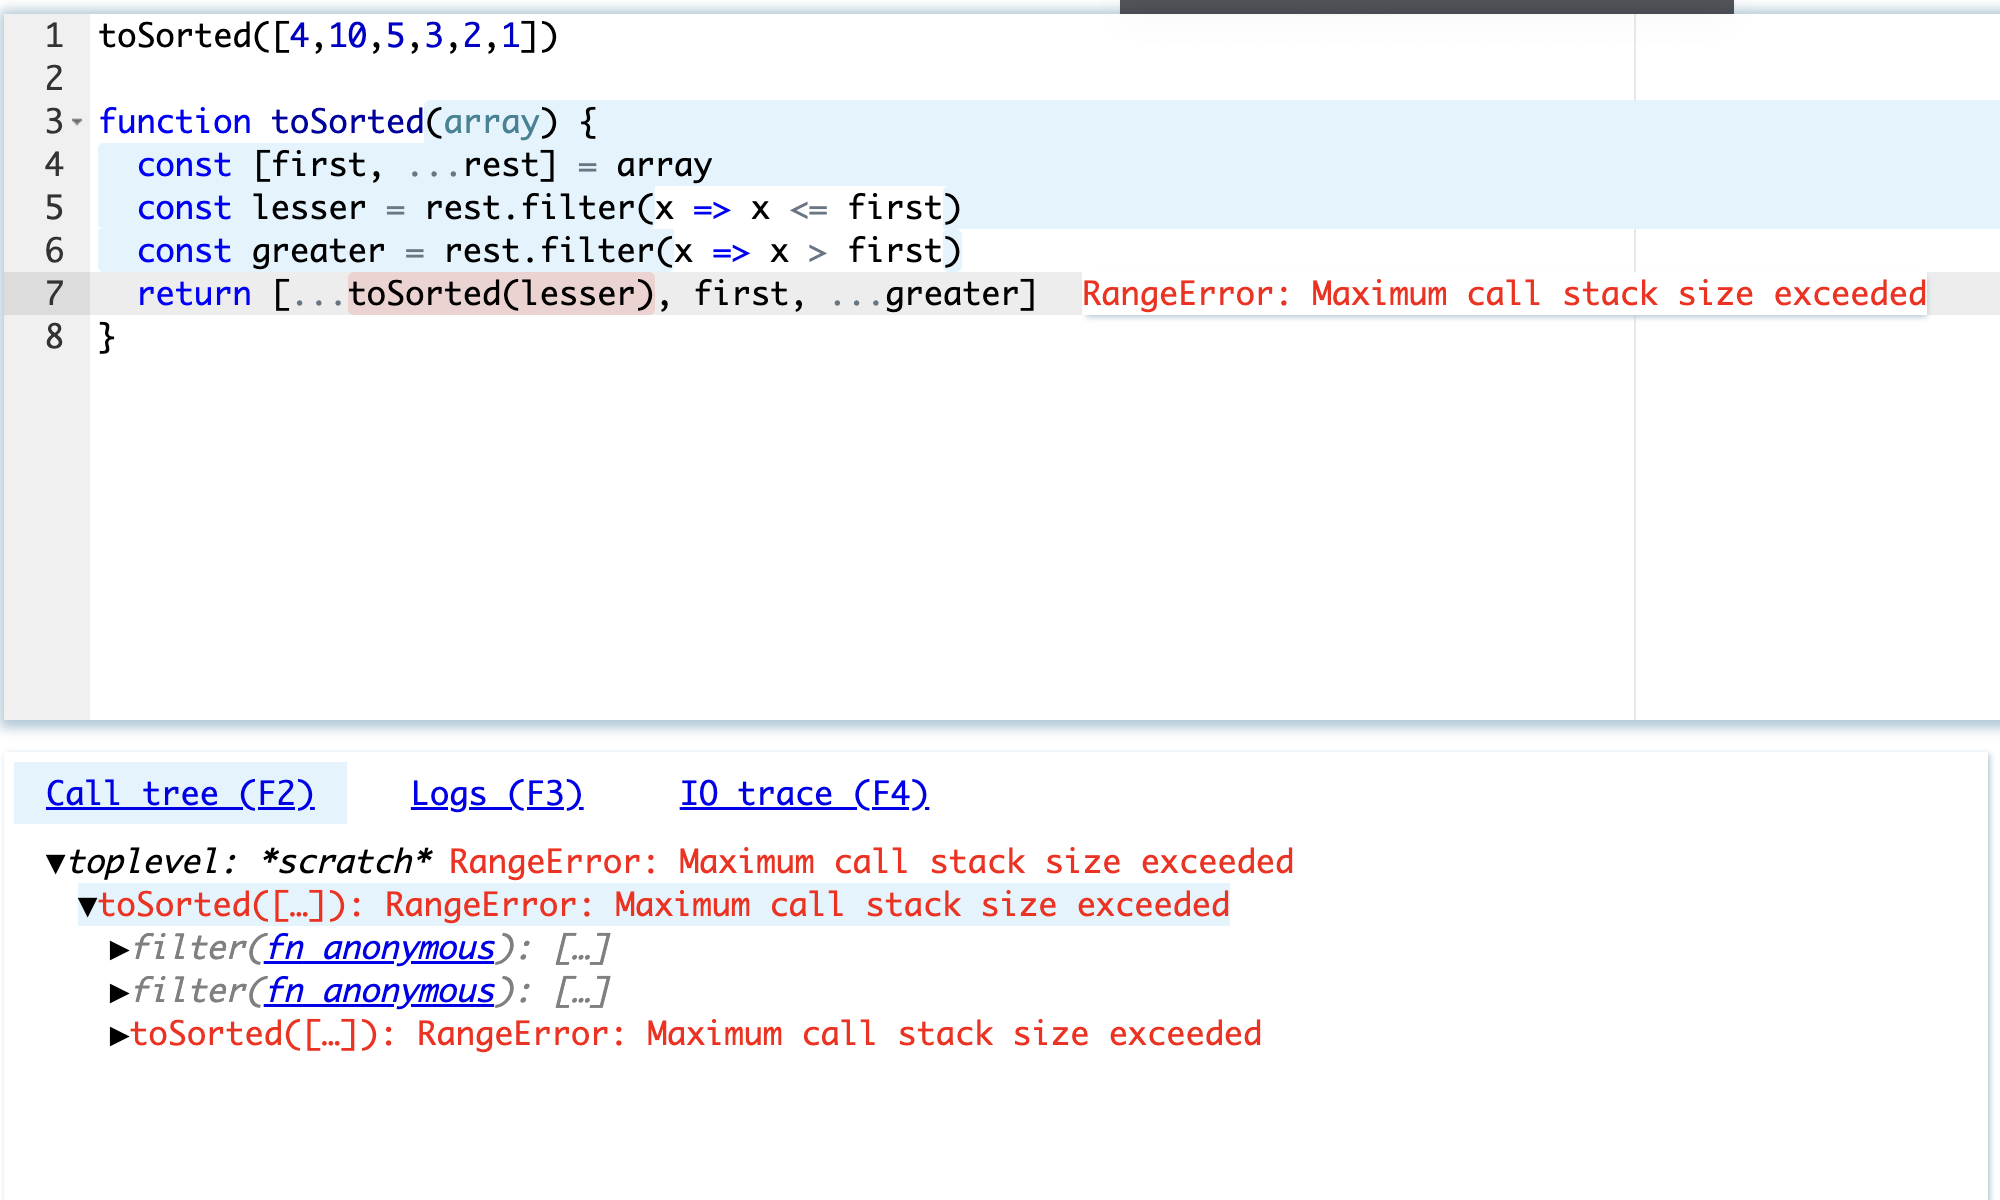 1 toSorted([4,10,5,3,2,1])
2
3 function toSorted(array) {
4   const [first, ...rest] = array
5   const lesser = rest.filter(x => x <= first)
6   const greater = rest.filter(x => x > first)
7   return [...toSorted(lesser), first, ...greater] RangeError: Maximum call stack size exceeded
8 }
Call tree (F2) Logs (F3) IO trace (F4)
▼toplevel: *scratch* RangeError: Maximum call stack size exceeded
▼toSorted([…]): RangeError: Maximum call stack size exceeded
▶filter(fn anonymous): […]
▶filter(fn anonymous): […]
▶toSorted([…]): RangeError: Maximum call stack size exceeded